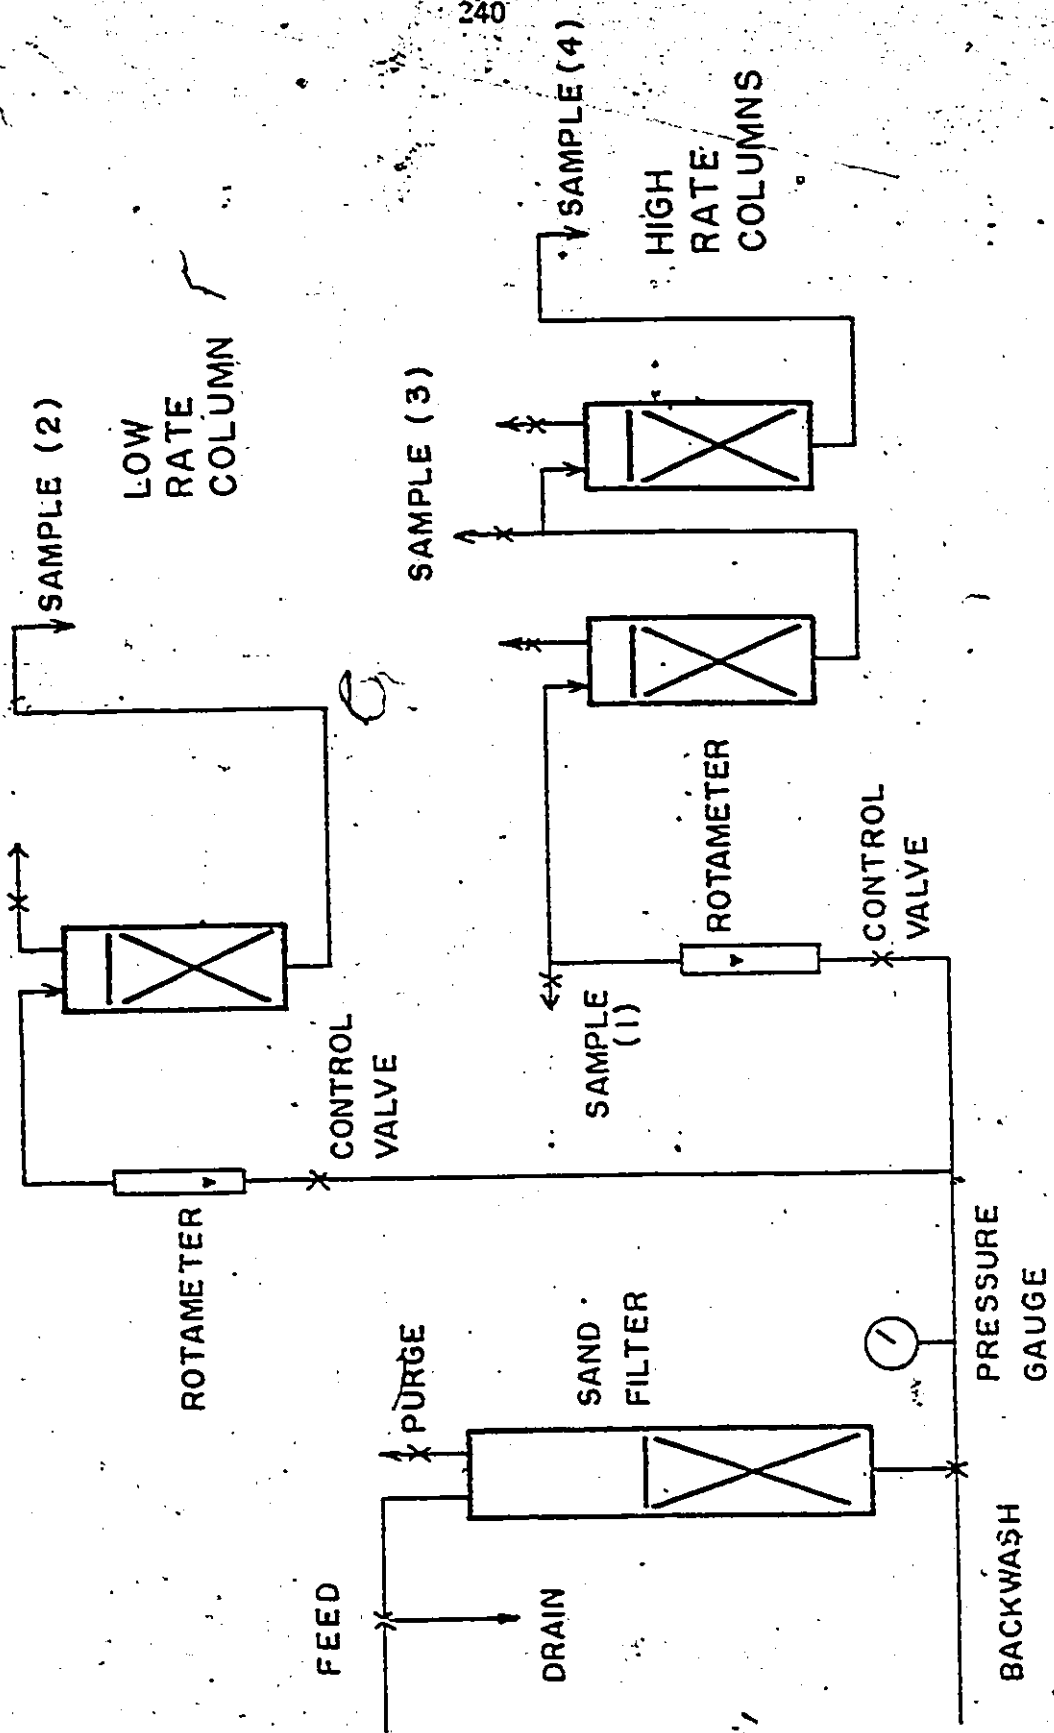 240
SAMPLE (2)
LOW
RATE
COLUMN
SAMPLE (3)
SAMPLE (4)
HIGH
RATE
COLUMNS
ROTAMETER
CONTROL
VALVE
SAMPLE
(1)
ROTAMETER
CONTROL
VALVE
FEED
DRAIN
PURGE
SAND
FILTER
PRESSURE
GAUGE
BACKWASH